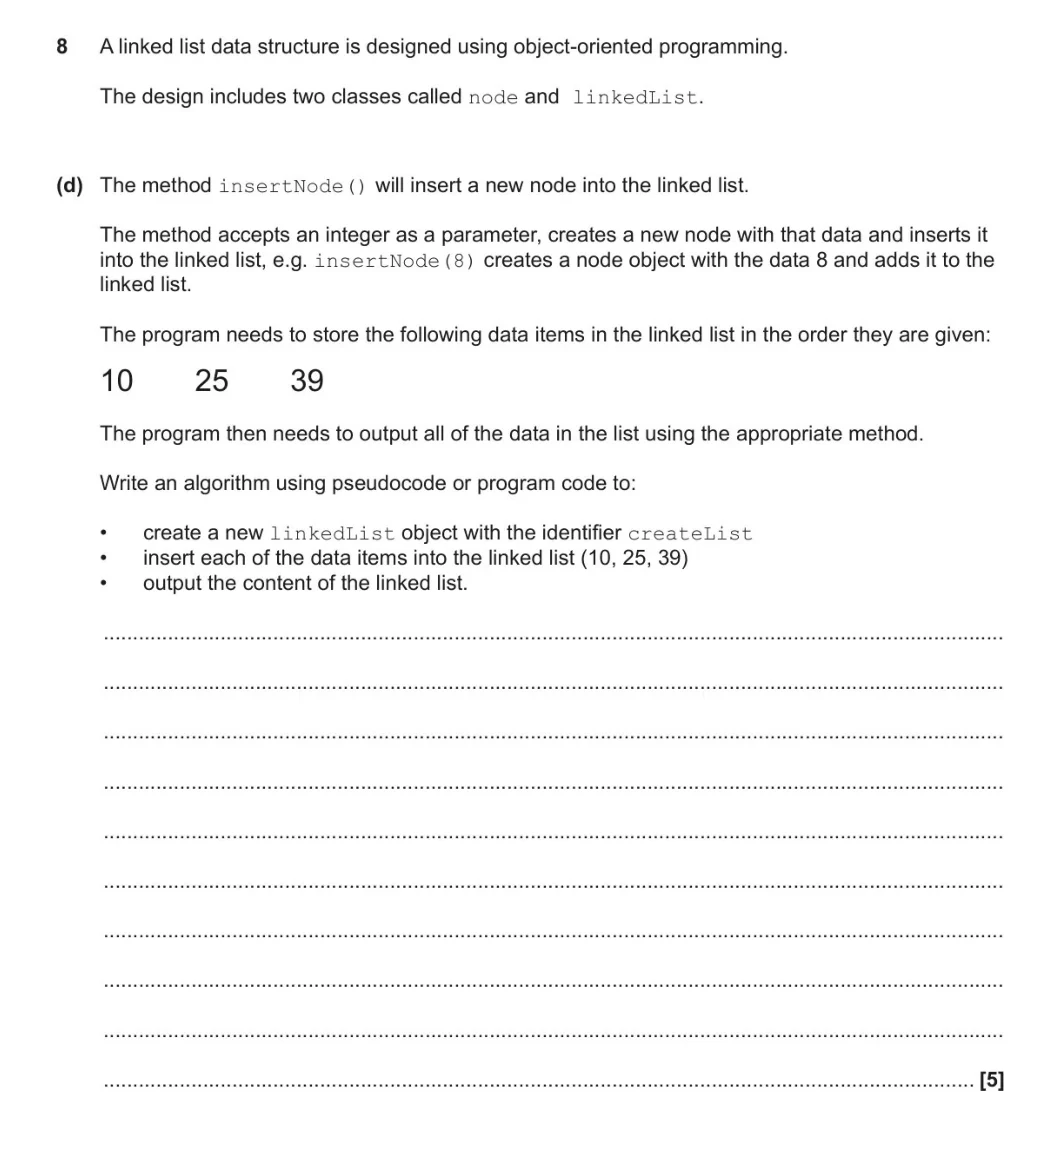 8 A linked list data structure is designed using object-oriented programming.
The design includes two classes called node and linkedList.
(d) The method insertNode() will insert a new node into the linked list.
The method accepts an integer as a parameter, creates a new node with that data and inserts it
into the linked list, e.g. insertNode(8) creates a node object with the data 8 and adds it to the
linked list.
The program needs to store the following data items in the linked list in the order they are given:
10 25 39
The program then needs to output all of the data in the list using the appropriate method.
Write an algorithm using pseudocode or program code to:
• create a new linkedList object with the identifier createList
• insert each of the data items into the linked list (10, 25, 39)
• output the content of the linked list.
[5]